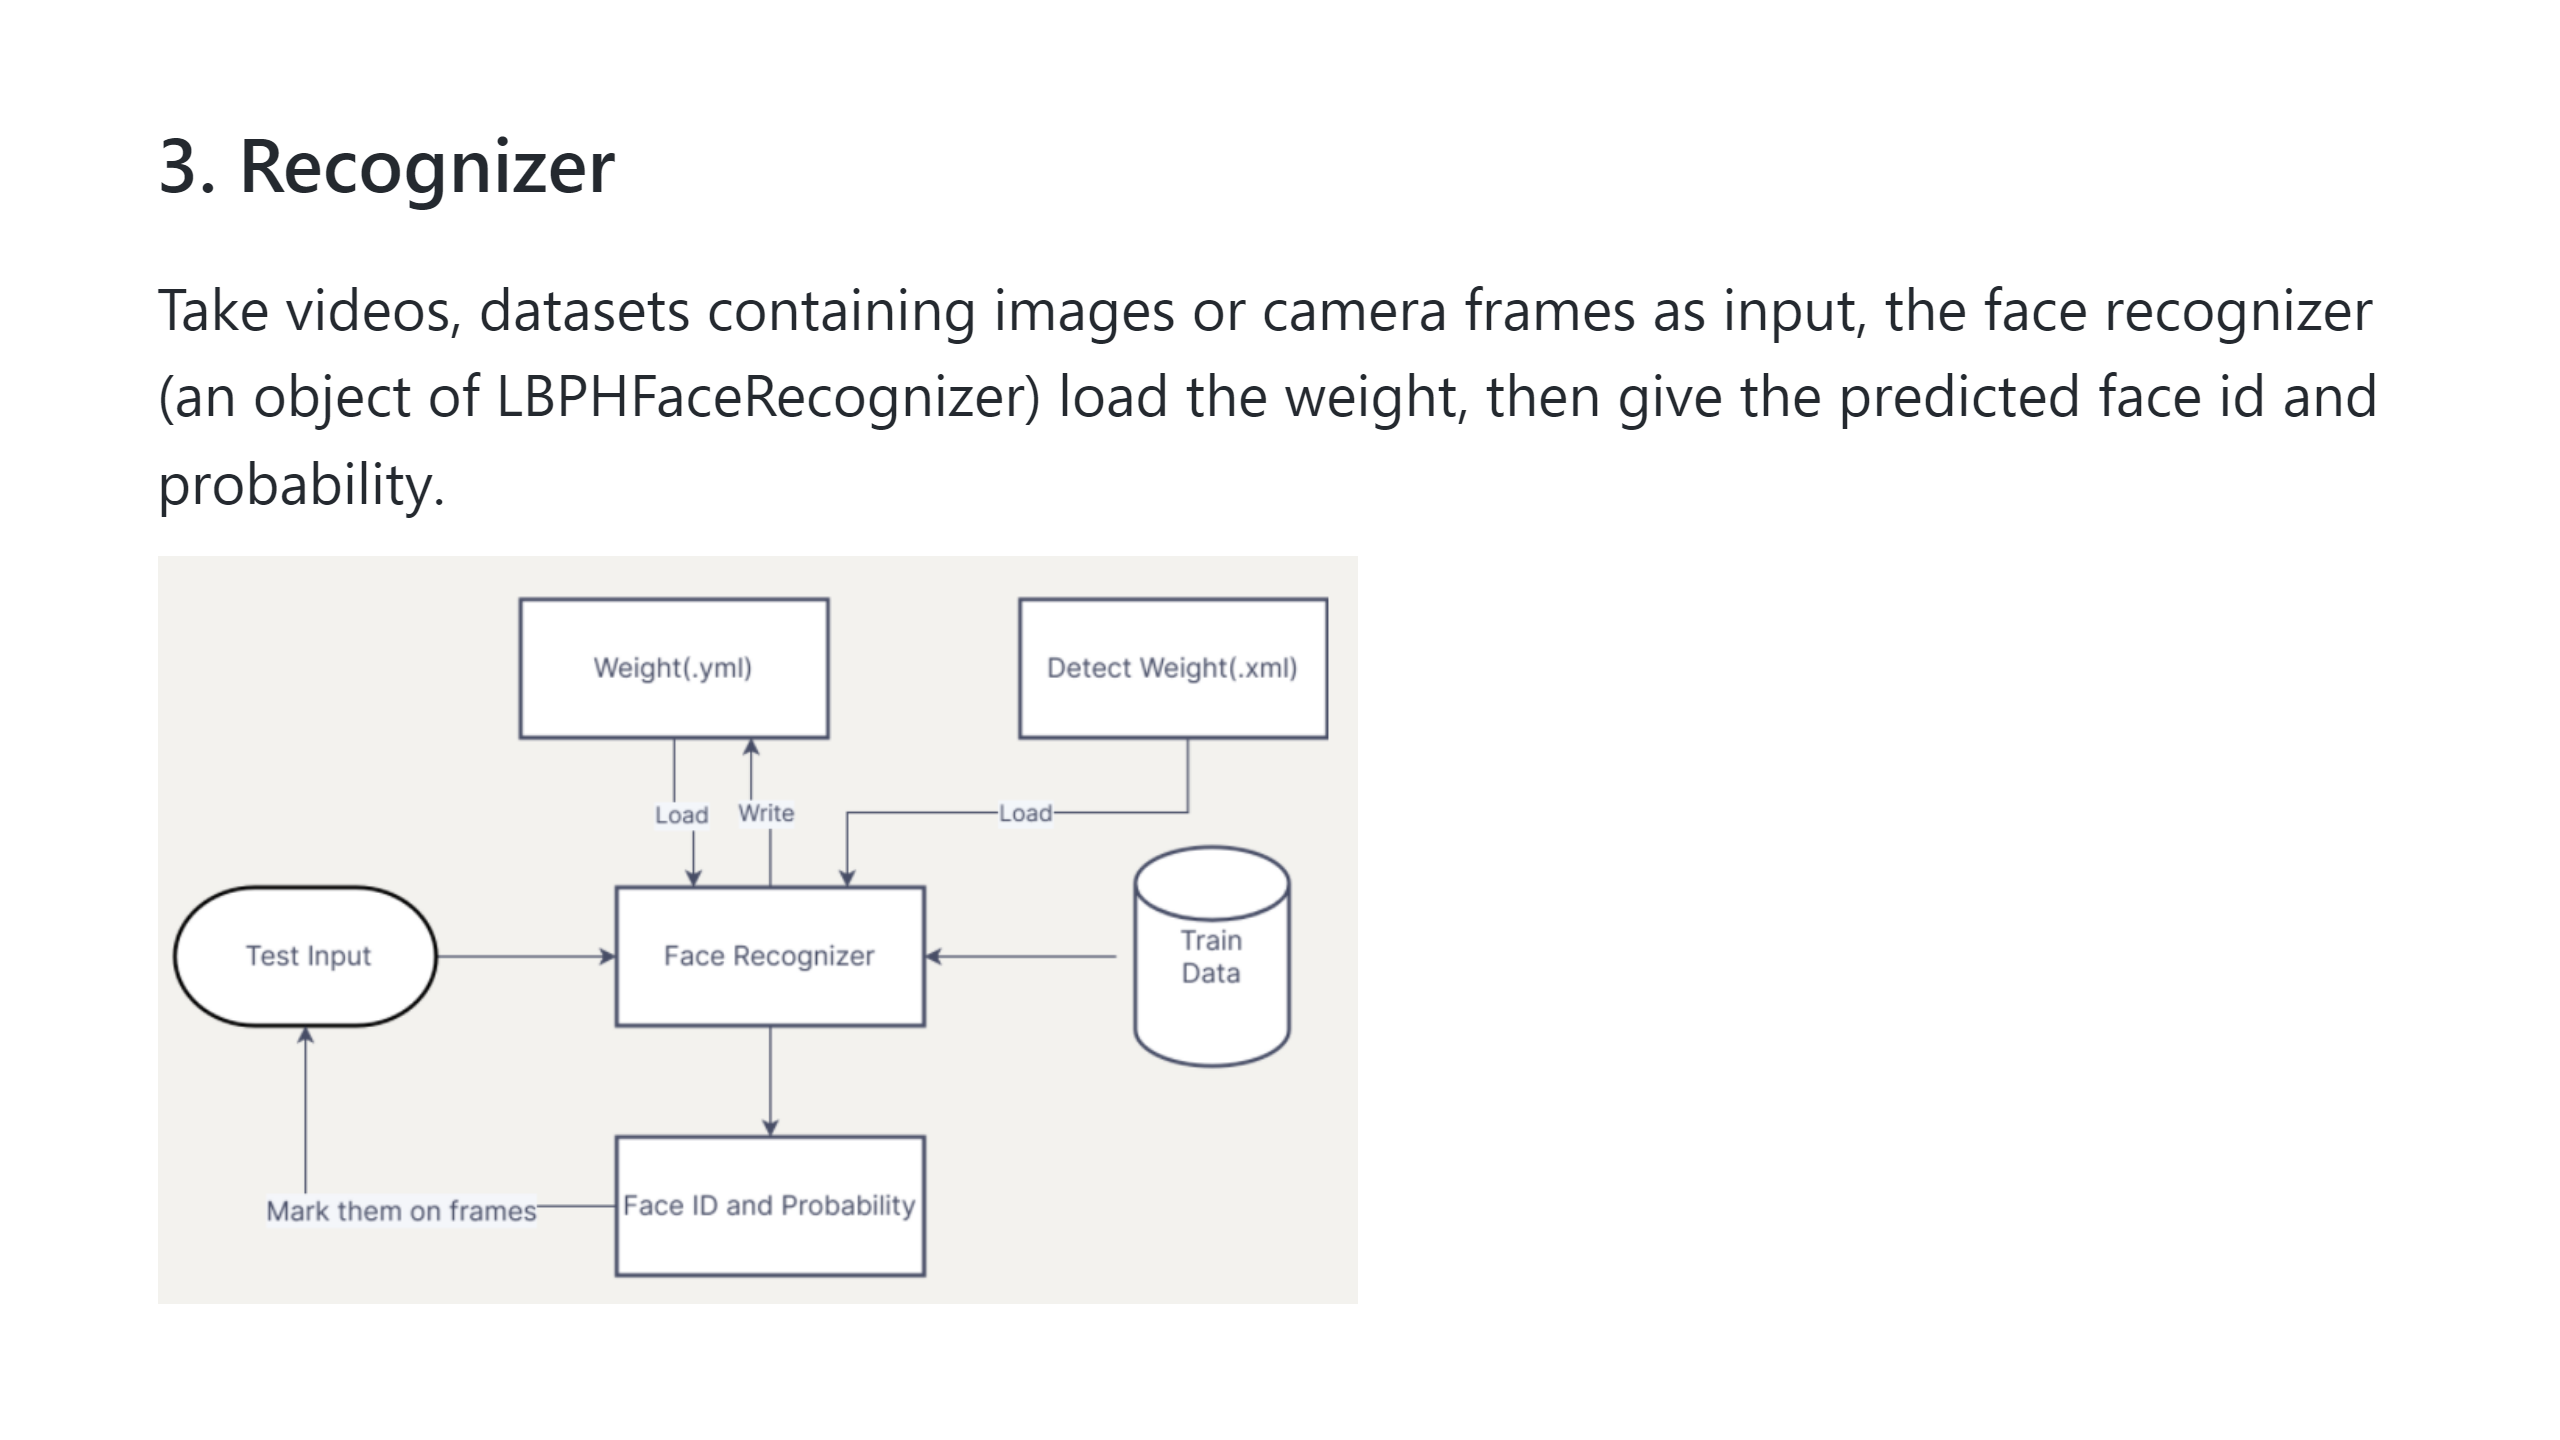 3. Recognizer
Take videos, datasets containing images or camera frames as input, the face recognizer
(an object of LBPHFaceRecognizer) load the weight, then give the predicted face id and
probability.
Weight(.yml)
Detect Weight(.xml)
Load
Write
Load
Test Input
Face Recognizer
Train
Data
Mark them on frames
Face ID and Probability